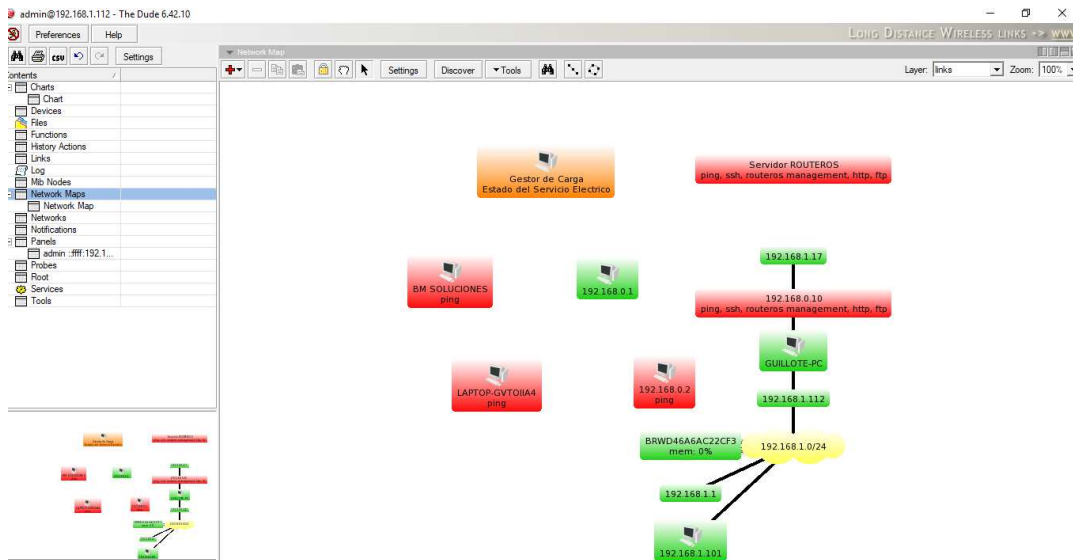 admin@192.168.1.112 - The Dude 6.42.10
Preferences
Help
LONG DISTANCE WIRELESS LINKS -> WWW
CSV
Settings
Network Map
Settings
Discover
Tools
Layer: links
Zoom: 100%
Contents
Charts
Chart
Devices
Files
Functions
History Actions
Links
Log
Mib Nodes
Network Maps
Network Map
Networks
Notifications
Panels
admin ::ffff:192.1...
Probes
Root
Services
Tools
Gestor de Carga
Estado del Servicio Electrico
Servidor ROUTEROS
ping, ssh, routeros management, http, ftp
BM SOLUCIONES
ping
192.168.0.1
192.168.1.17
192.168.0.10
ping, ssh, routeros management, http, ftp
GUILLOTE-PC
LAPTOP-GVTOIIA4
ping
192.168.0.2
ping
192.168.1.112
BRWD46A6AC22CF3
mem: 0%
192.168.1.0/24
192.168.1.1
192.168.1.101